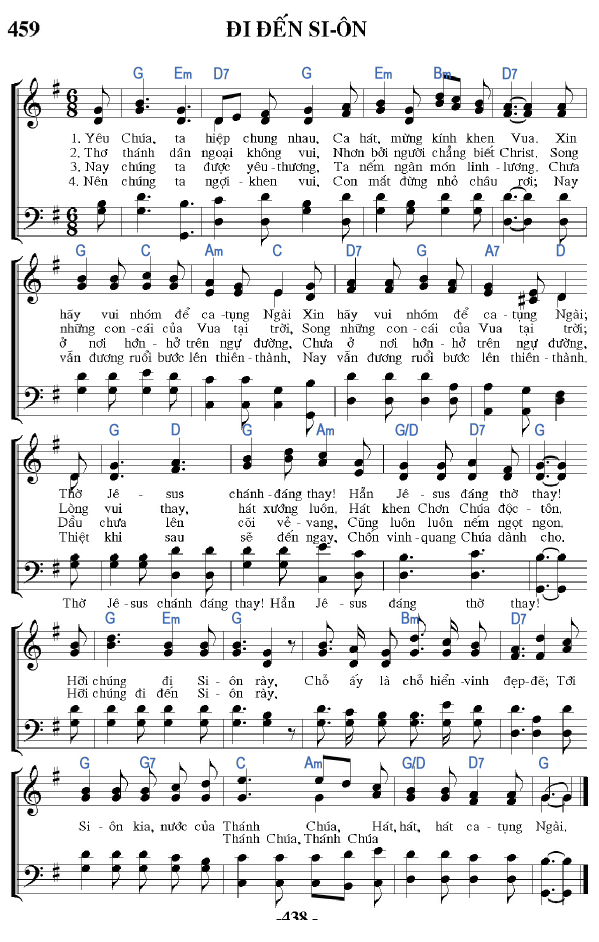 459 ĐI ĐẾN SI-ÔN
G Em D7 G Em Bm D7
1. Yêu Chúa, ta hiệp chung nhau, Ca hát, mừng kính khen Vua. Xin
2. Thơ thánh dân ngoại không vui, Nhơn bởi người chẳng biết Christ, Song
3. Nay chúng ta được yêu-thương, Ta nếm ngàn món linh-lương. Chưa
4. Nên chúng ta ngợi-khen vui, Con mắt đừng nhỏ châu rơi; Nay
G C Am C D7 G A7 D
hãy vui nhóm để ca-tụng Ngài Xin hãy vui nhóm để ca-tụng Ngài;
những con-cái của Vua tại trời, Song những con-cái của Vua tại trời;
ở nơi hớn-hở trên ngự đường, Chưa ở nơi hớn-hở trên ngự đường,
vẫn đương ruổi bước lên thiên-thành, Nay vẫn đương ruổi bước lên thiên-thành.
G D G Am G/D D7 G
Thờ Jê-sus chánh-đáng thay! Hẳn Jê-sus đáng thờ thay!
Lòng vui thay, hát xướng luôn, Hát khen Chơn Chúa độc-tôn,
Dầu chưa lên cõi vẻ-vang, Cũng luôn luôn nếm ngọt ngon,
Thiệt khi sau sẽ đến ngay, Chốn vinh-quang Chúa dành cho.
Thờ Jê-sus chánh đáng thay! Hẳn Jê-sus đáng thờ thay!
G Em G Bm D7
Hỡi chúng đi Si-ôn rày, Chỗ ấy là chỗ hiển-vinh đẹp-đẽ; Tới
Hỡi chúng đi đến Si-ôn rày,
G G7 C Am G/D D7 G
Si-ôn kia, nước của Thánh Chúa, Hát, hát, hát ca-tụng Ngài.
Thánh Chúa, Thánh Chúa
-438-